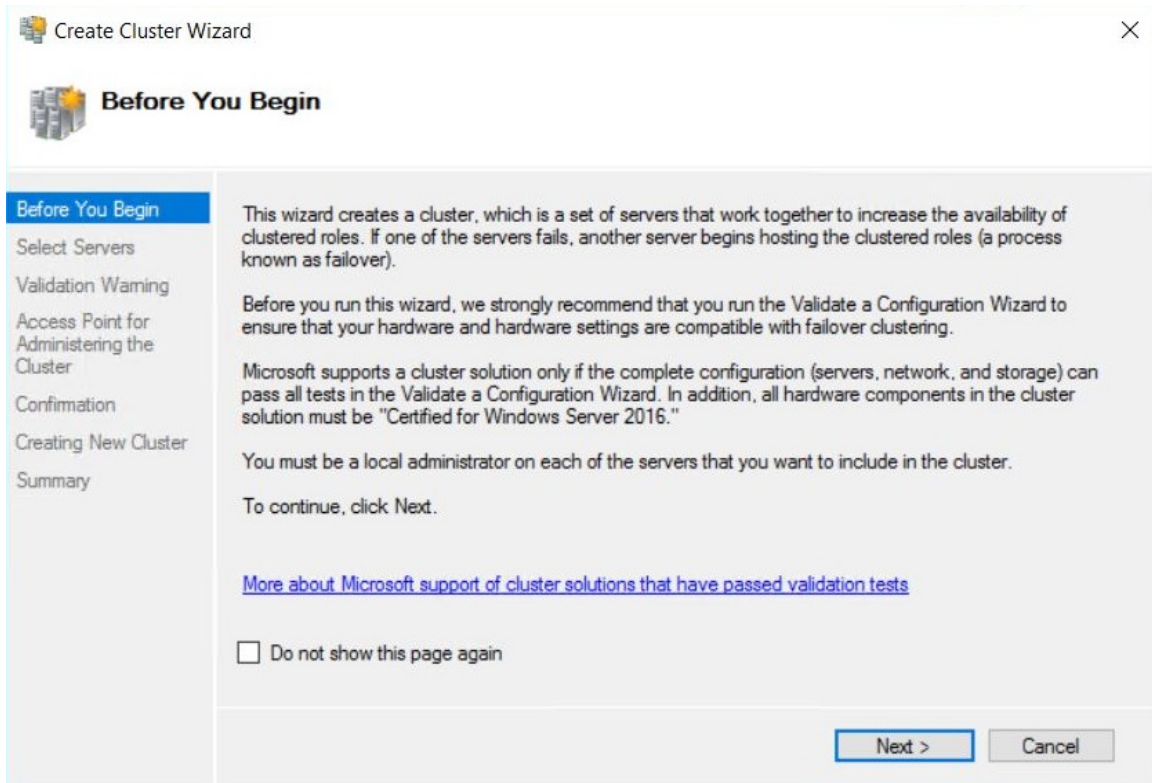 Create Cluster Wizard
Before You Begin
Before You Begin
Select Servers
Validation Warning
Access Point for
Administering the
Cluster
Confirmation
Creating New Cluster
Summary
This wizard creates a cluster, which is a set of servers that work together to increase the availability of
clustered roles. If one of the servers fails, another server begins hosting the clustered roles (a process
known as failover).
Before you run this wizard, we strongly recommend that you run the Validate a Configuration Wizard to
ensure that your hardware and hardware settings are compatible with failover clustering.
Microsoft supports a cluster solution only if the complete configuration (servers, network, and storage) can
pass all tests in the Validate a Configuration Wizard. In addition, all hardware components in the cluster
solution must be "Certified for Windows Server 2016."
You must be a local administrator on each of the servers that you want to include in the cluster.
To continue, click Next.
More about Microsoft support of cluster solutions that have passed validation tests
Do not show this page again
Next >
Cancel